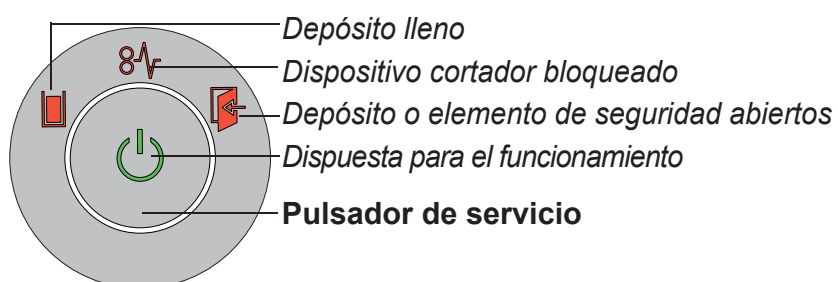 Depósito lleno
Dispositivo cortador bloqueado
Depósito o elemento de seguridad abiertos
Dispuesta para el funcionamiento
Pulsador de servicio